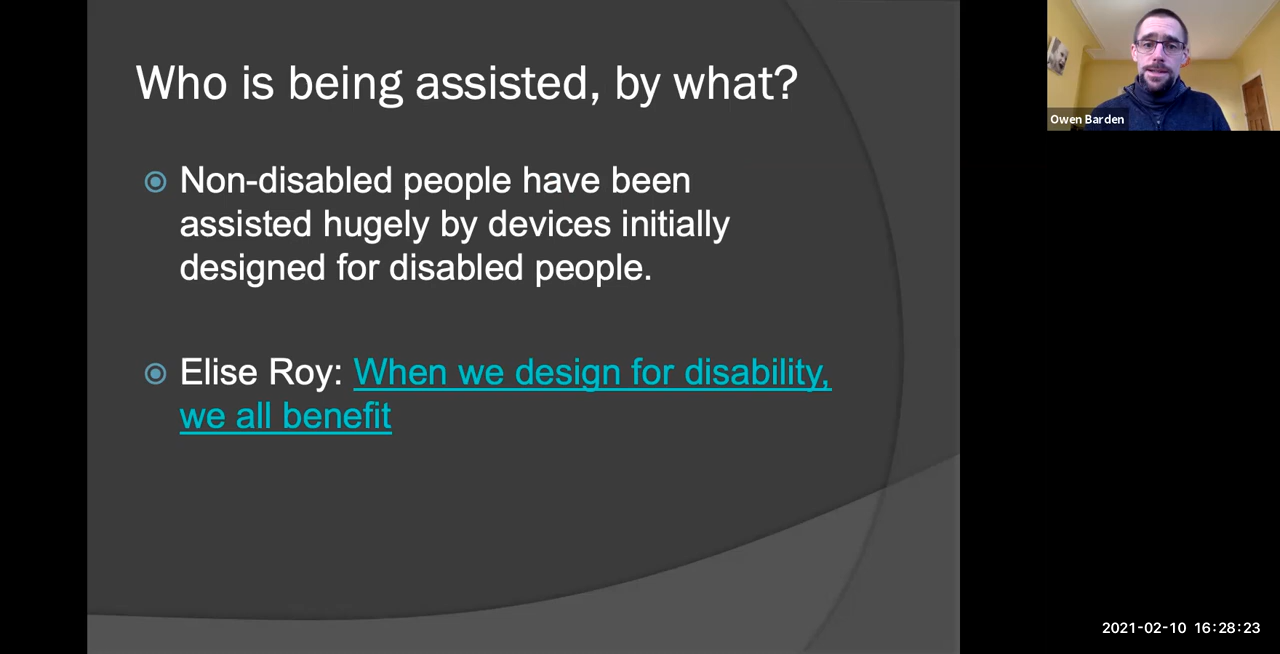 Who is being assisted, by what?
Non-disabled people have been
assisted hugely by devices initially
designed for disabled people.
Elise Roy: When we design for disability,
we all benefit
Owen Barden
2021-02-10 16:28:23